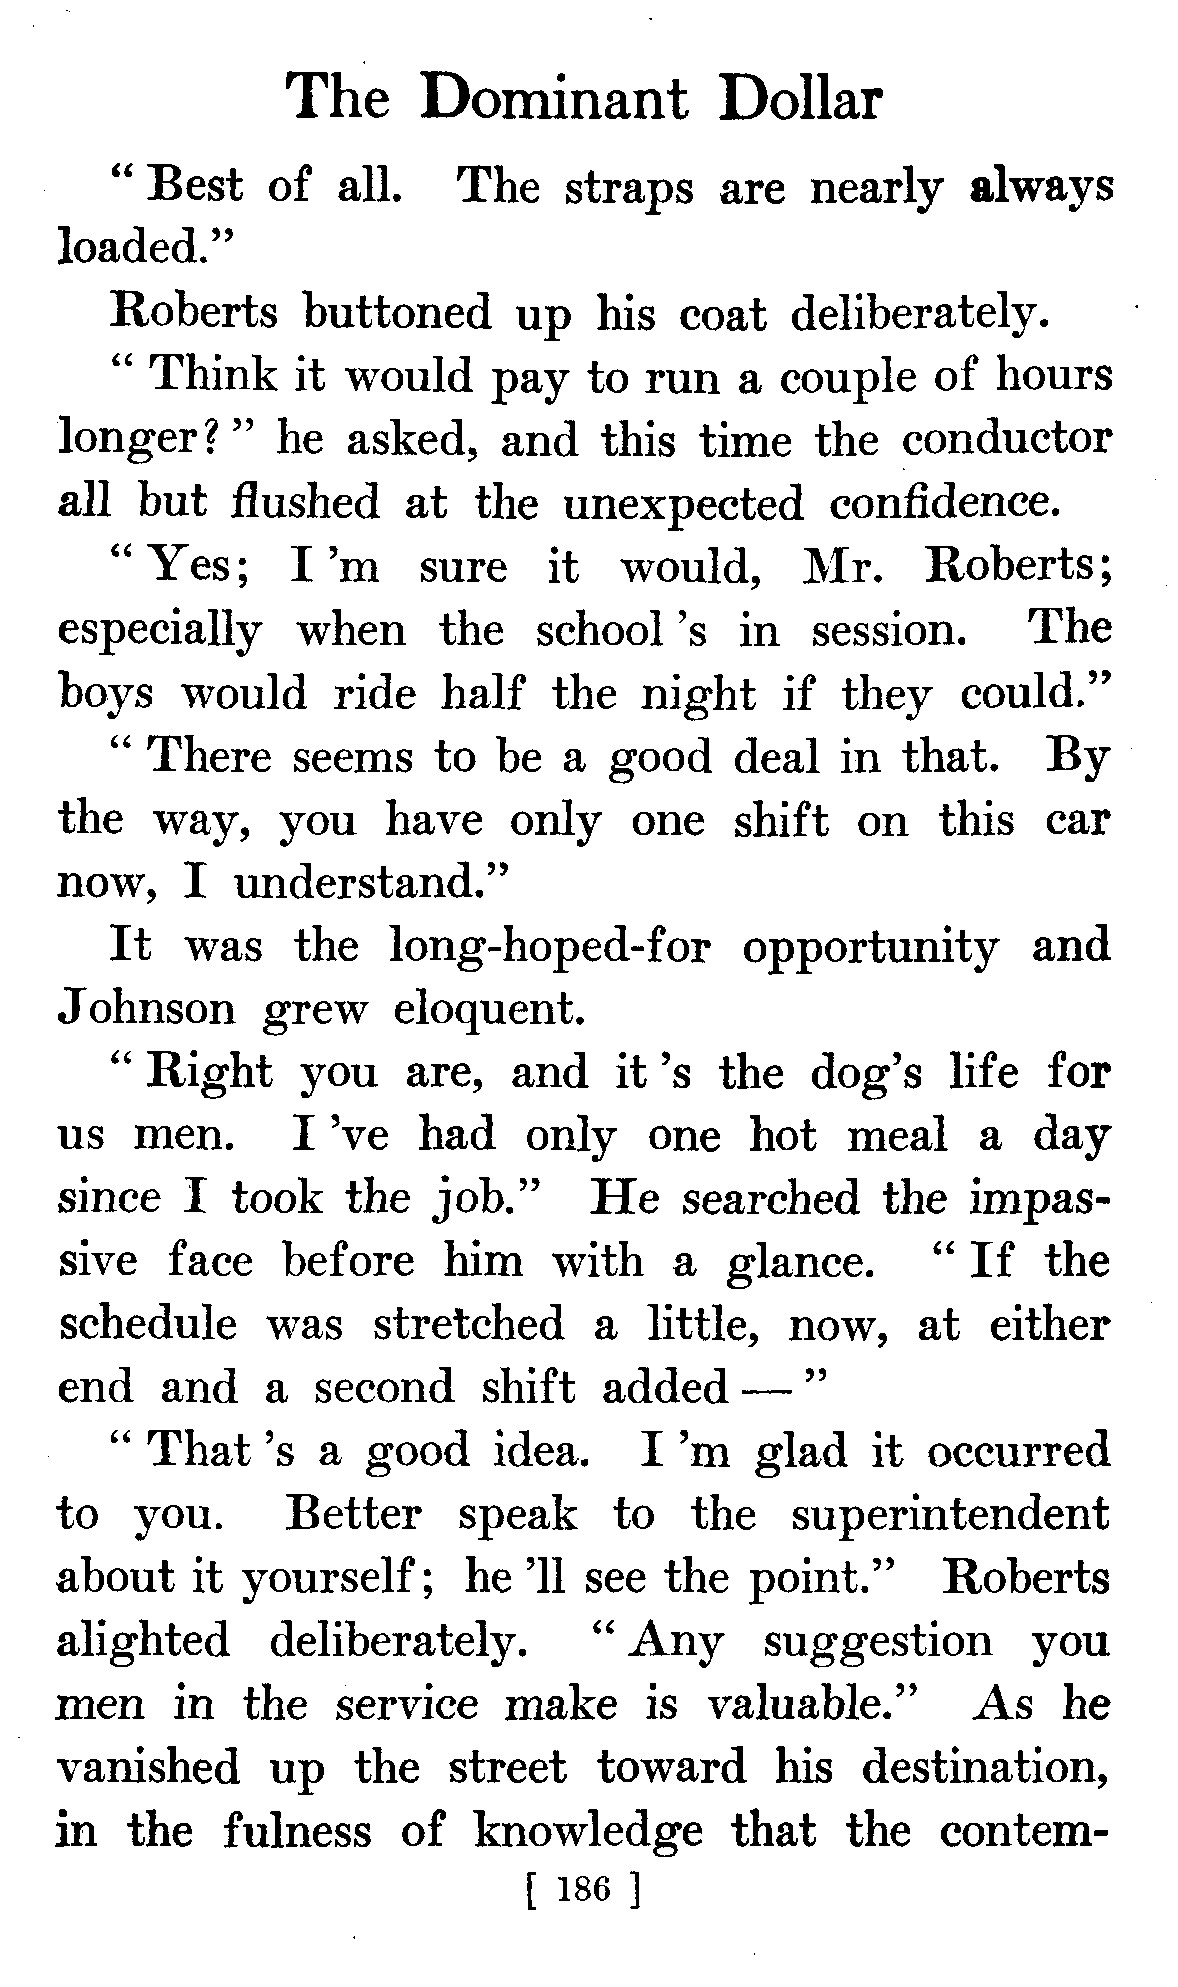 The Dominant Dollar
“ Best of all. The straps are nearly always
loaded.”
Roberts buttoned up his coat deliberately.
“ Think it would pay to run a couple of hours
longer? ” he asked, and this time the conductor
all but flushed at the unexpected confidence.
“ Yes; I ’m sure it would, Mr. Roberts;
especially when the school ’s in session. The
boys would ride half the night if they could.”
“ There seems to be a good deal in that. By
the way, you have only one shift on this car
now, I understand.”
It was the long-hoped-for opportunity and
Johnson grew eloquent.
“ Right you are, and it ’s the dog’s life for
us men. I ’ve had only one hot meal a day
since I took the job.” He searched the impas-
sive face before him with a glance. “ If the
schedule was stretched a little, now, at either
end and a second shift added — ”
“ That ’s a good idea. I ’m glad it occurred
to you. Better speak to the superintendent
about it yourself; he ’ll see the point.” Roberts
alighted deliberately. “ Any suggestion you
men in the service make is valuable.” As he
vanished up the street toward his destination,
in the fulness of knowledge that the contem-
[ 186 ]